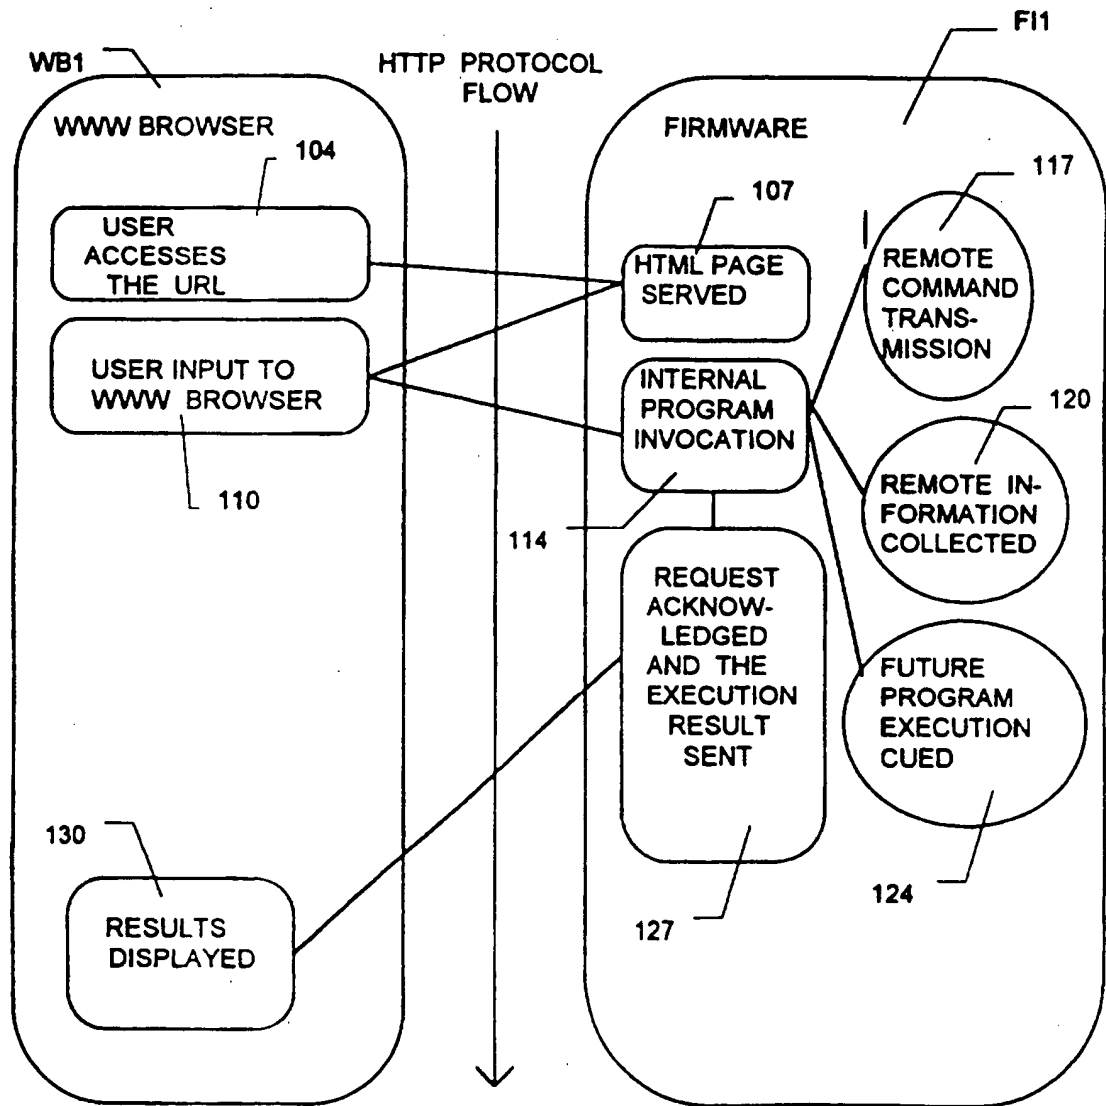 WB1
HTTP PROTOCOL
FLOW
FI1
WWW BROWSER
104
USER
ACCESSES
THE URL
USER INPUT TO
WWW BROWSER
110
FIRMWARE
107
HTML PAGE
SERVED
117
REMOTE
COMMAND
TRANS-
MISSION
INTERNAL
PROGRAM
INVOCATION
114
120
REMOTE IN-
FORMATION
COLLECTED
REQUEST
ACKNOW-
LEDGED
AND THE
EXECUTION
RESULT
SENT
127
FUTURE
PROGRAM
EXECUTION
CUED
124
130
RESULTS
DISPLAYED